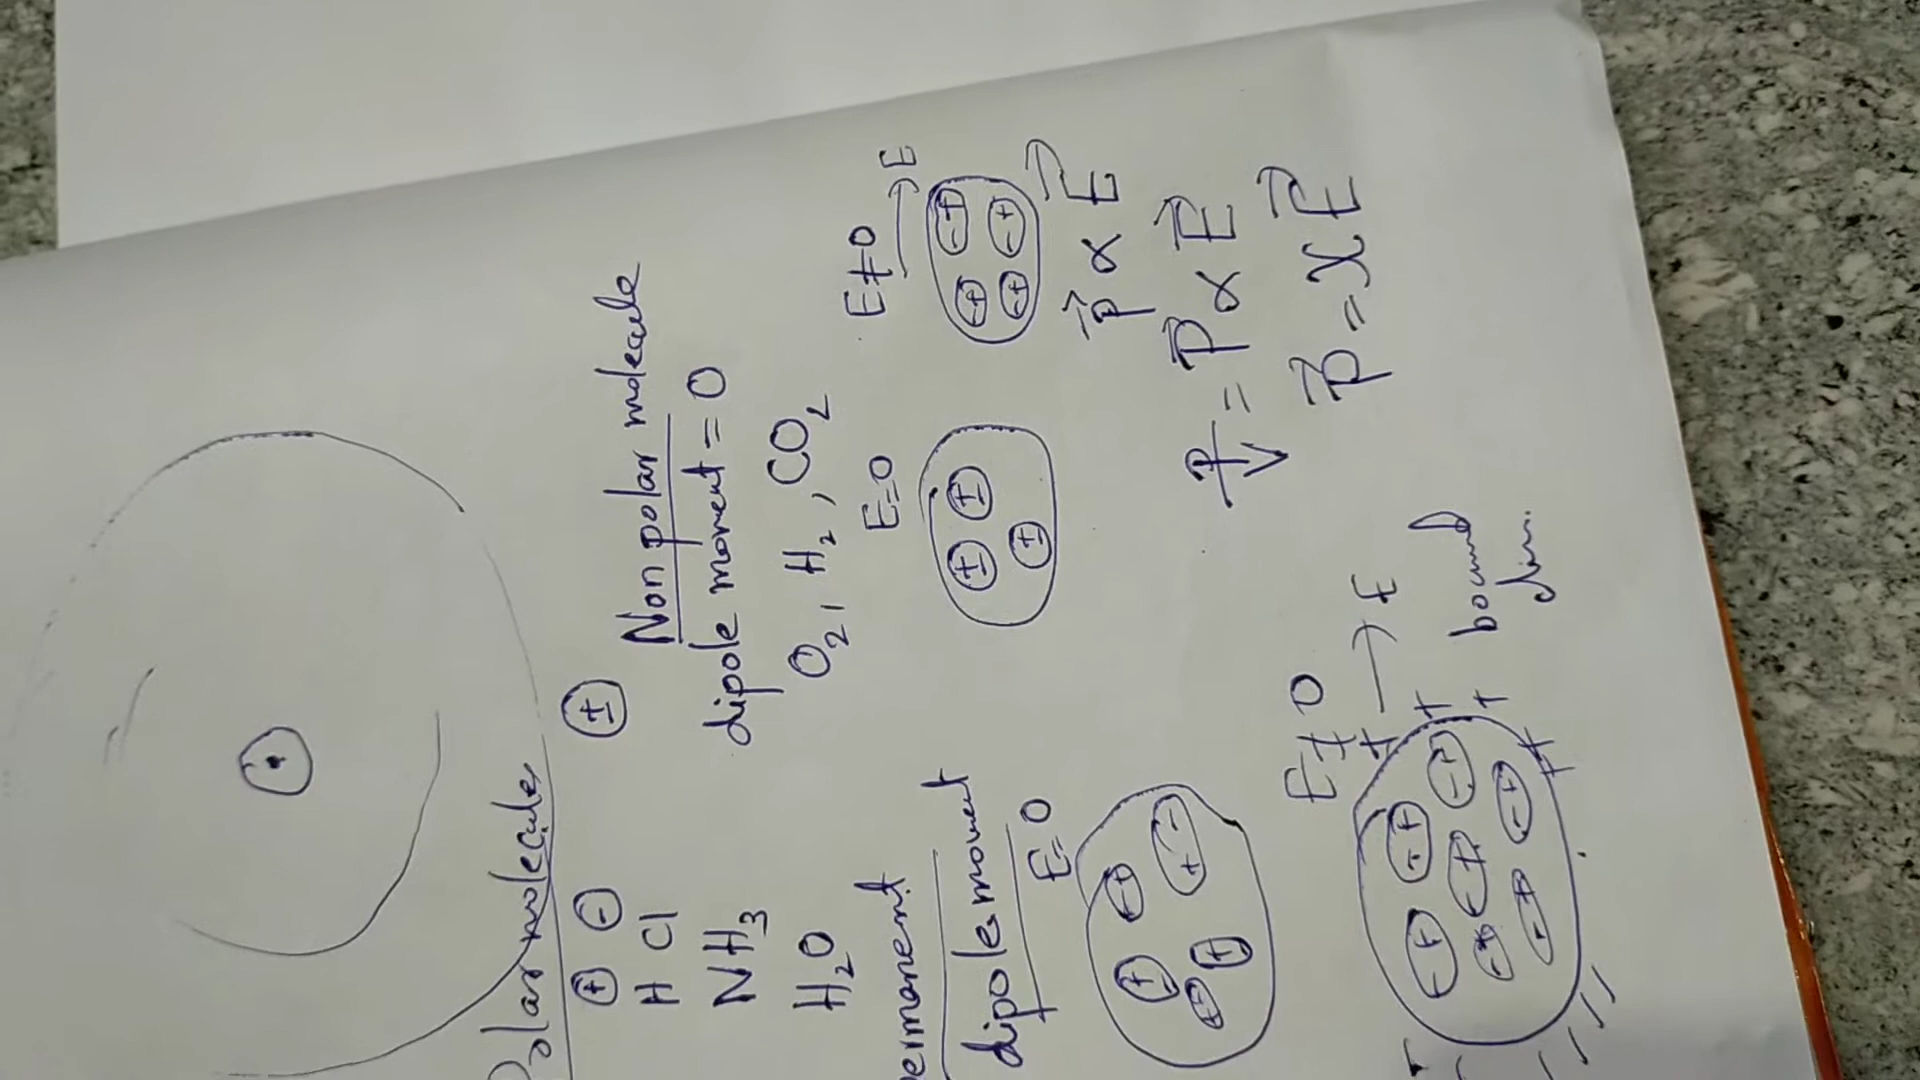 Polar molecule
+ -
H Cl
NH3
H2O
permanent
dipole moment
E=0
E≠0
→ E
+ + + +
bound
±
Non polar molecule
dipole moment = 0
O2, H2, CO2
E=0
E≠0
→ E
p⃗ α E⃗
p/V = P⃗ α E⃗
P⃗ = χE⃗